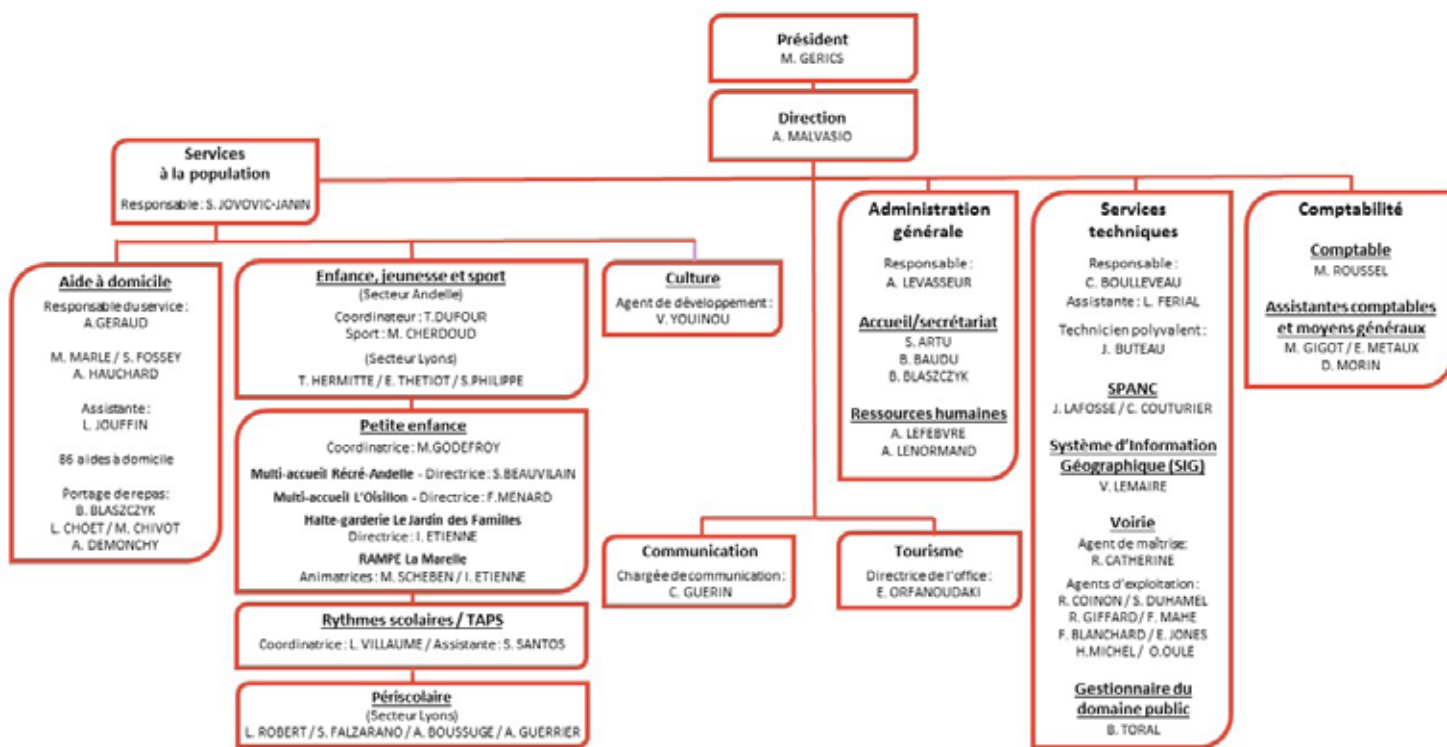 Président
M. GERICS
Direction
A. MALVASIO
Services
à la population
Responsable : S. JOVOVIC-JANIN
Aide à domicile
Responsable du service :
A.GERAUD
M. MARLE / S. FOSSEY
A. HAUCHARD
Assistante :
L. JOUFFIN
86 aides à domicile
Portage de repas:
B. BLASZCZYK
L. CHOET / M. CHIVOT
A. DEMONCHY
Enfance, jeunesse et sport
(Secteur Andelle)
Coordinateur : T.DUFOUR
Sport : M. CHERDOUD
(Secteur Lyons)
T. HERMITTE / E. THETIOT / S.PHILIPPE
Petite enfance
Coordinatrice : M.GODEFROY
Multi-accueil Récré-Andelle - Directrice : S.BEAUVILAIN
Multi-accueil L'Oisillon - Directrice : F.MENARD
Halte-garderie Le Jardin des Familles
Directrice : I. ETIENNE
RAMPE La Marelle
Animatrices : M. SCHEBEN / I. ETIENNE
Rythmes scolaires / TAPS
Coordinatrice : L. VILLAUME / Assistante : S. SANTOS
Périscolaire
(Secteur Lyons)
L. ROBERT / S. FALZARANO / A. BOUSSUGE / A. GUERRIER
Culture
Agent de développement :
V. YOUINOU
Communication
Chargée de communication :
C. GUERIN
Tourisme
Directrice de l'office :
E. ORFANOUDAKI
Administration
générale
Responsable :
A. LEVASSEUR
Accueil/secrétariat
S. ARTU
B. BAUDU
B. BLASZCZYK
Ressources humaines
A. LEFEBVRE
A. LENORMAND
Services
techniques
Responsable :
C. BOULLEVEAU
Assistante : L. FERIAL
Technicien polyvalent :
J. BUTEAU
SPANC
J. LAFOSSE / C. COUTURIER
Système d'Information
Géographique (SIG)
V. LEMAIRE
Voirie
Agent de maîtrise:
R. CATHERINE
Agents d'exploitation :
R. COINON / S. DUHAMEL
R. GIFFARD / F. MAHE
F. BLANCHARD / E. JONES
H.MICHEL / O.OULE
Gestionnaire du
domaine public
B. TORAL
Comptabilité
Comptable
M. ROUSSEL
Assistantes comptables
et moyens généraux
M. GIGOT / E. METAUX
D. MORIN